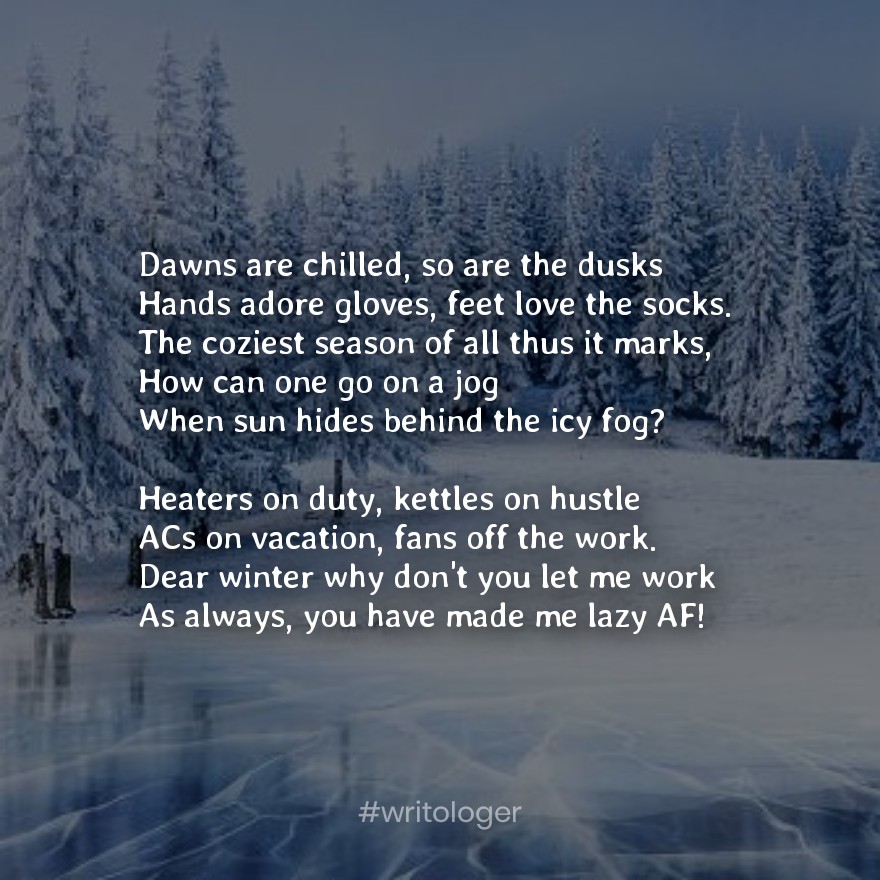 Dawns are chilled, so are the dusks
Hands adore gloves, feet love the socks.
The coziest season of all thus it marks,
How can one go on a jog
When sun hides behind the icy fog?

Heaters on duty, kettles on hustle
ACs on vacation, fans off the work.
Dear winter why don't you let me work
As always, you have made me lazy AF!

#writologer